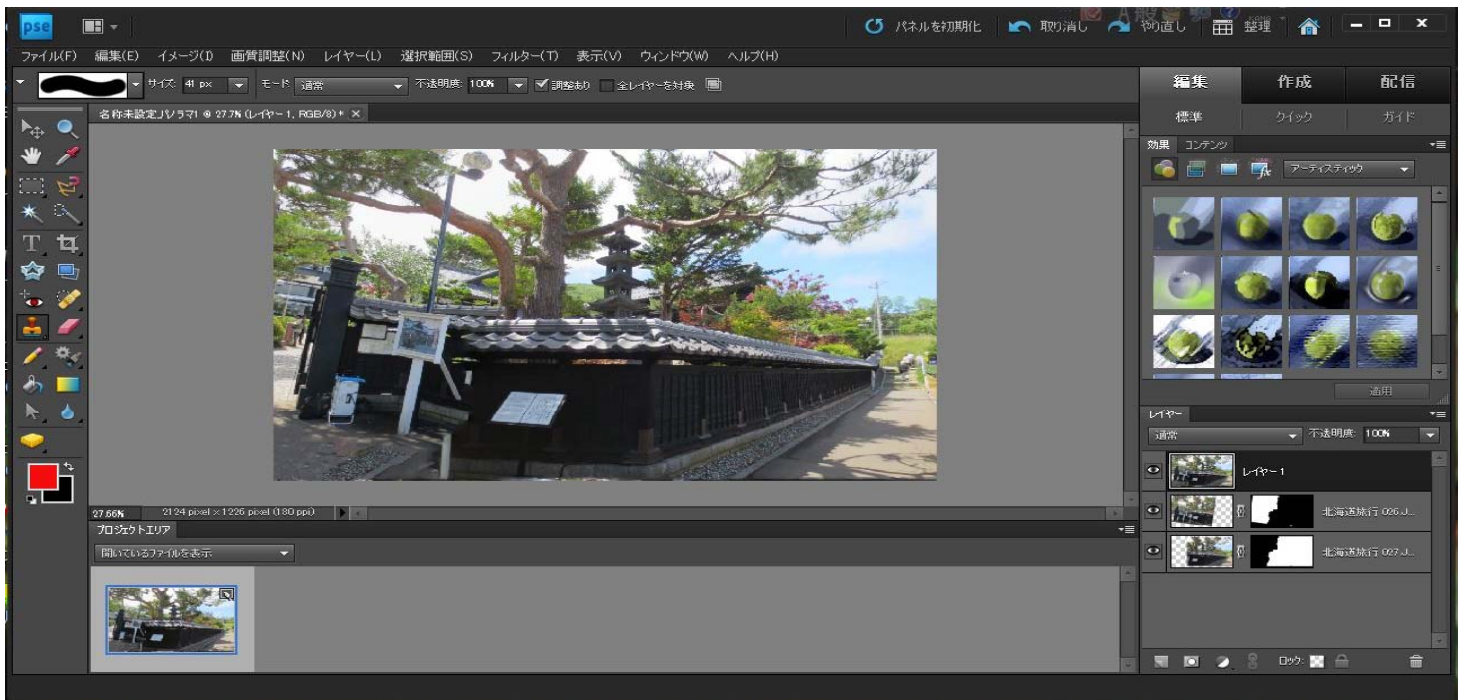 pse パネルを初期化 取り消し やり直し 整理
ファイル(F) 編集(E) イメージ(I) 画質調整(N) レイヤー(L) 選択範囲(S) フィルター(T) 表示(V) ウィンドウ(W) ヘルプ(H)
サイズ: 41 px モード: 通常 不透明度: 100% 調整あり 全レイヤーを対象
編集 作成 配信
名称未設定_パノラマ1 @ 27.7% (レイヤー 1, RGB/8) * ×
標準 クイック ガイド
効果 コンテンツ
アーティスティック
適用
レイヤー
通常 不透明度: 100%
レイヤー 1
北海道旅行 026.J...
北海道旅行 027.J...
ロック:
27.66% 2124 pixel x 1226 pixel (180 ppi)
プロジェクトエリア
開いているファイルを表示